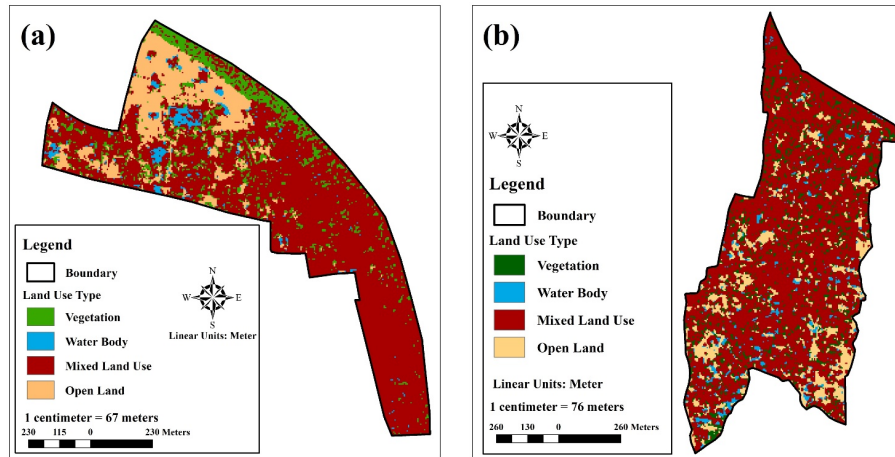 (a)
Legend
Boundary
Land Use Type
Vegetation
Water Body
Mixed Land Use
Open Land
N
W
E
S
Linear Units: Meter
1 centimeter = 67 meters
230 115 0 230 Meters
(b)
N
W
E
S
Legend
Boundary
Land Use Type
Vegetation
Water Body
Mixed Land Use
Open Land
Linear Units: Meter
1 centimeter = 76 meters
260 130 0 260 Meters